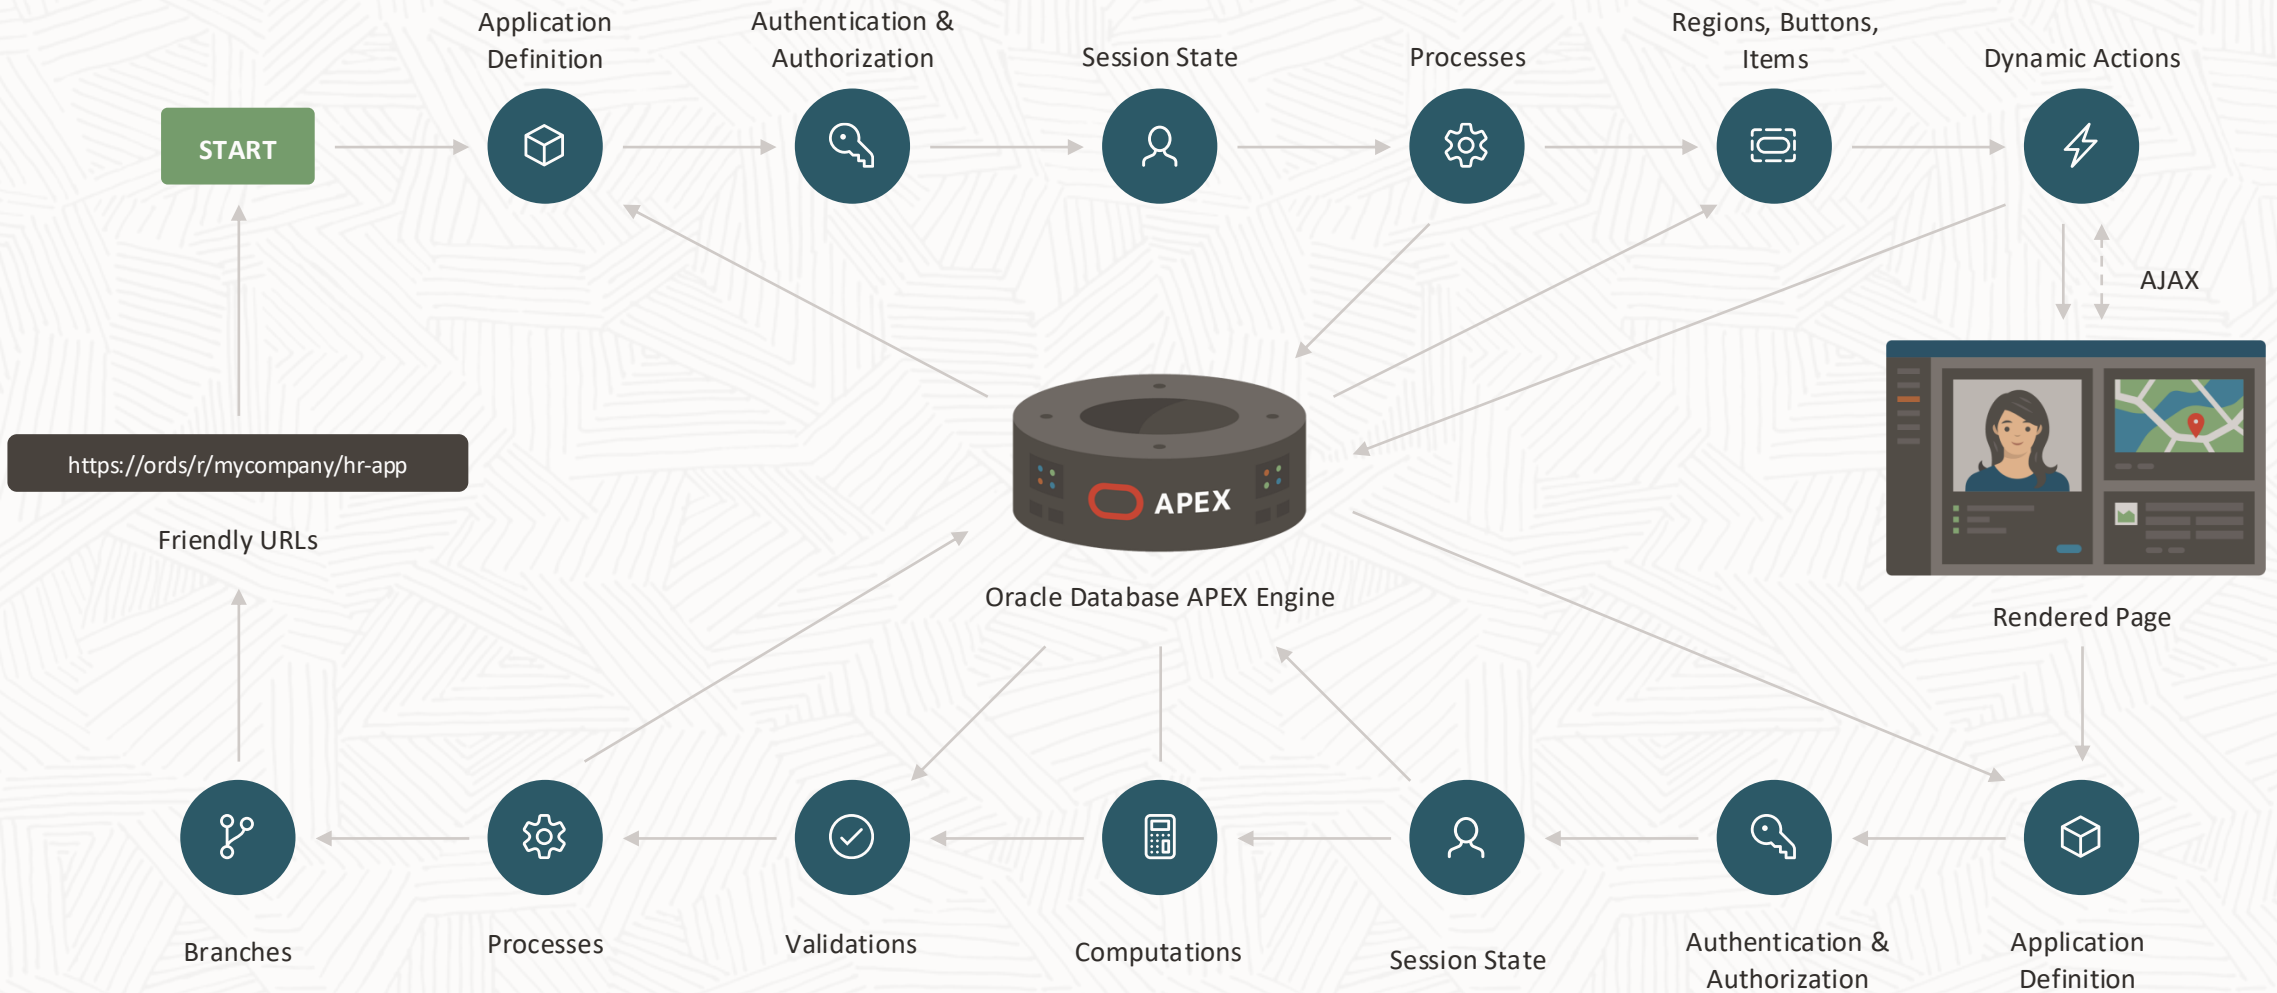 Application
Definition
Authentication &
Authorization
Session State
Processes
Regions, Buttons,
Items
Dynamic Actions
START
AJAX
https://ords/r/mycompany/hr-app
Friendly URLs
APEX
Oracle Database APEX Engine
Rendered Page
Branches
Processes
Validations
Computations
Session State
Authentication &
Authorization
Application
Definition